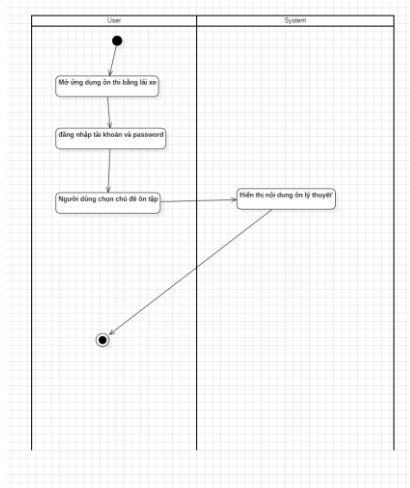 User
System
Mở ứng dụng ôn thi bằng lái xe
đăng nhập tài khoản và password
Người dùng chọn chủ đề ôn tập
Hiển thị nội dung ôn lý thuyết'